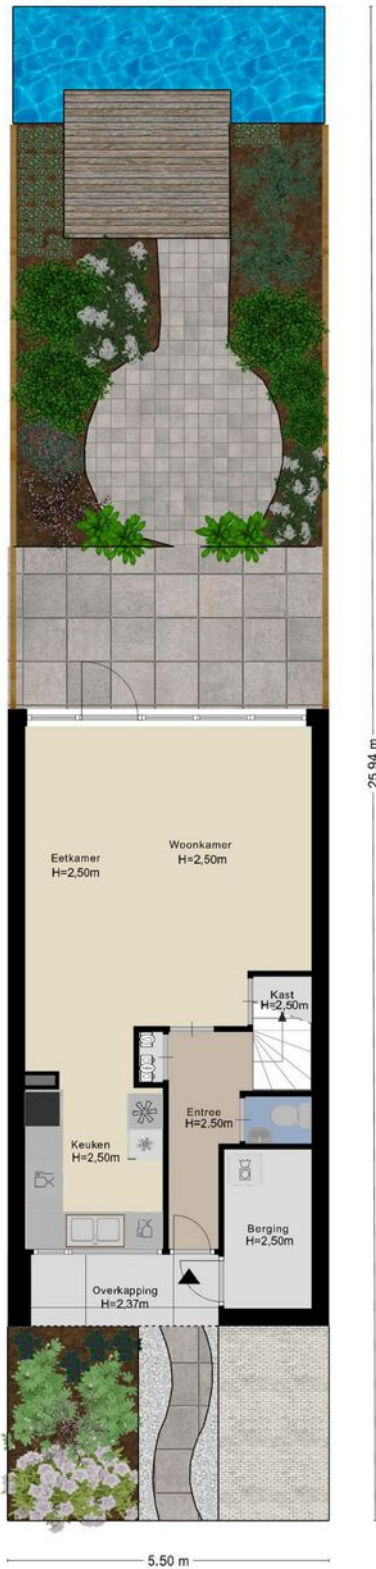 25.94 m
Woonkamer
H=2,50m
Eetkamer
H=2,50m
Kast
H=2,50m
Entree
H=2.50m
Keuken
H=2,50m
Berging
H=2,50m
Overkapping
H=2,37m
5.50 m